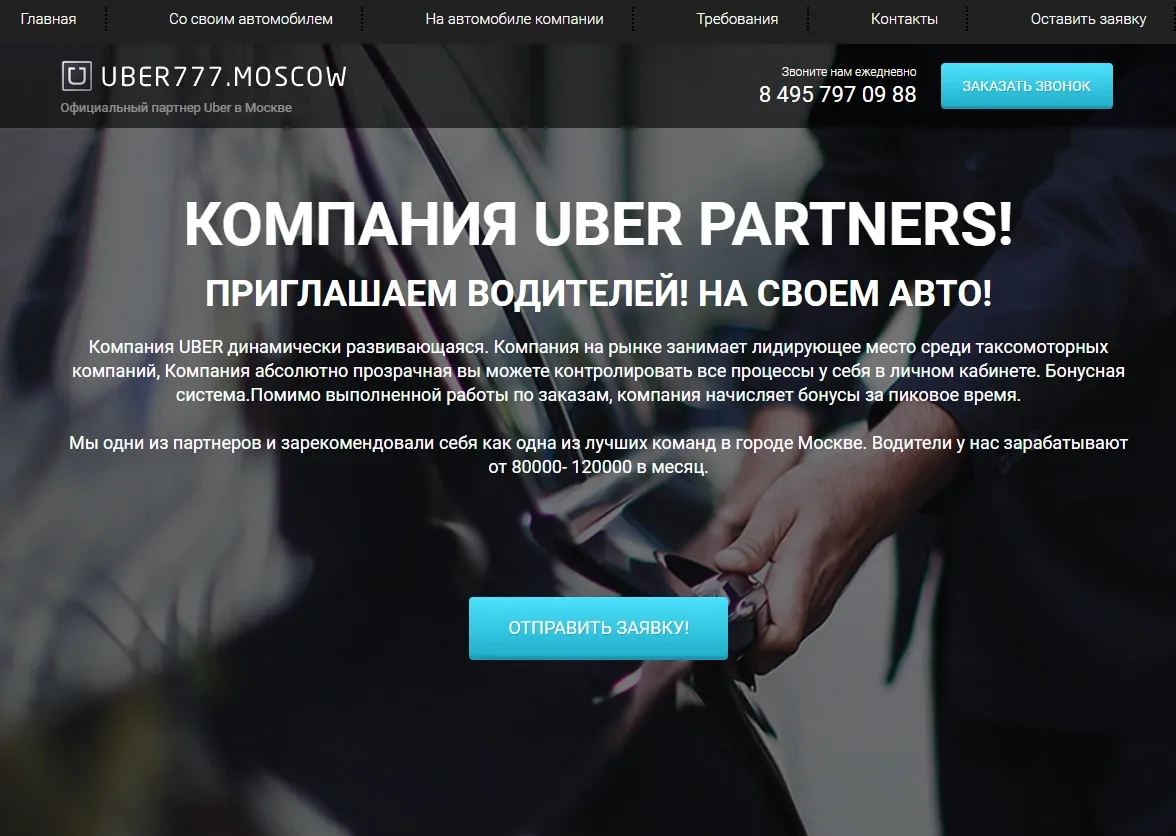 Главная Со своим автомобилем На автомобиле компании Требования Контакты Оставить заявку
UBER777.MOSCOW
Официальный партнер Uber в Москве
Звоните нам ежедневно
8 495 797 09 88
ЗАКАЗАТЬ ЗВОНОК
КОМПАНИЯ UBER PARTNERS!
ПРИГЛАШАЕМ ВОДИТЕЛЕЙ! НА СВОЕМ АВТО!
Компания UBER динамически развивающаяся. Компания на рынке занимает лидирующее место среди таксомоторных
компаний, Компания абсолютно прозрачная вы можете контролировать все процессы у себя в личном кабинете. Бонусная
система.Помимо выполненной работы по заказам, компания начисляет бонусы за пиковое время.
Мы одни из партнеров и зарекомендовали себя как одна из лучших команд в городе Москве. Водители у нас зарабатывают
от 80000- 120000 в месяц.
ОТПРАВИТЬ ЗАЯВКУ!